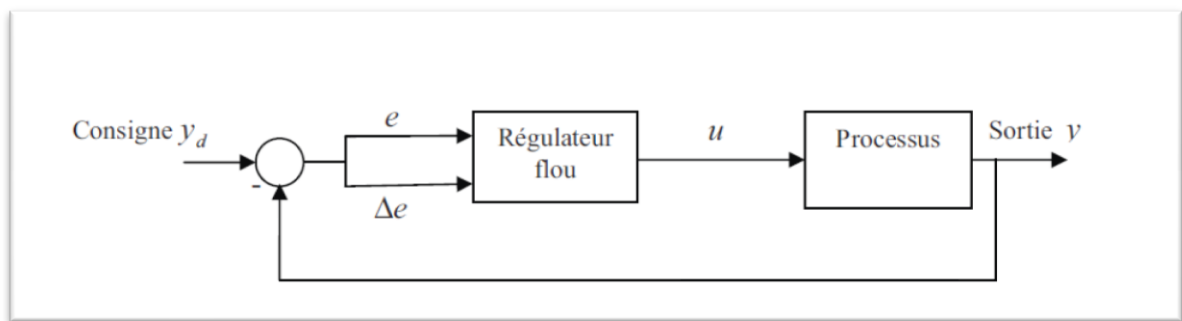 Consigne y_d
-
e
Δe
Régulateur
flou
u
Processus
Sortie y